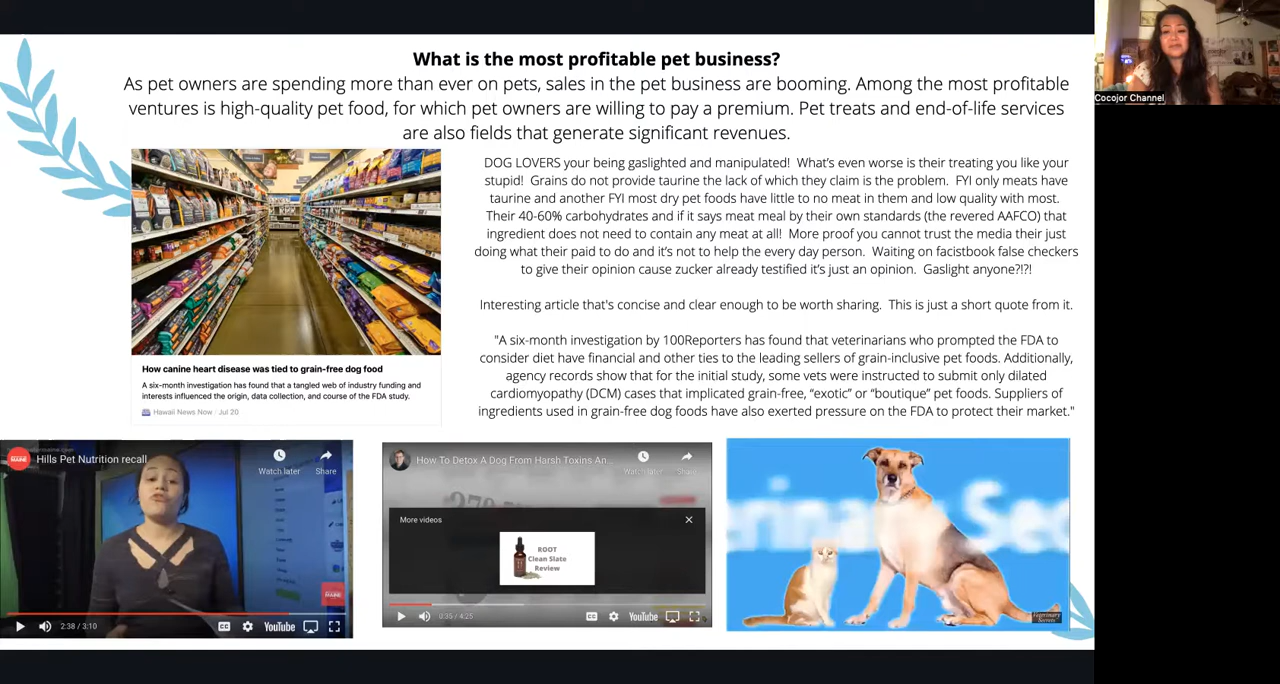 What is the most profitable pet business?
As pet owners are spending more than ever on pets, sales in the pet business are booming. Among the most profitable
ventures is high-quality pet food, for which pet owners are willing to pay a premium. Pet treats and end-of-life services
are also fields that generate significant revenues.
Cocojor Channel
DOG LOVERS your being gaslighted and manipulated! What's even worse is their treating you like your
stupid! Grains do not provide taurine the lack of which they claim is the problem. FYI only meats have
taurine and another FYI most dry pet foods have little to no meat in them and low quality with most.
Their 40-60% carbohydrates and if it says meat meal by their own standards (the revered AAFCO) that
ingredient does not need to contain any meat at all! More proof you cannot trust the media their just
doing what their paid to do and it's not to help the every day person. Waiting on facistbook false checkers
to give their opinion cause zucker already testified it's just an opinion. Gaslight anyone?!?!
Interesting article that's concise and clear enough to be worth sharing. This is just a short quote from it.
"A six-month investigation by 100Reporters has found that veterinarians who prompted the FDA to
consider diet have financial and other ties to the leading sellers of grain-inclusive pet foods. Additionally,
agency records show that for the initial study, some vets were instructed to submit only dilated
cardiomyopathy (DCM) cases that implicated grain-free, "exotic" or "boutique" pet foods. Suppliers of
ingredients used in grain-free dog foods have also exerted pressure on the FDA to protect their market."
How canine heart disease was tied to grain-free dog food
A six-month investigation has found that a tangled web of industry funding and
interests influenced the origin, data collection, and course of the FDA study.
Hawaii News Now · Jul 20
Hills Pet Nutrition recall
Watch later
Share
2:38 / 3:10
CC
YouTube
How To Detox A Dog From Harsh Toxins An...
Watch later
Share
More videos
ROOT
Clean Slate
Review
0:35 / 4:25
CC
YouTube
erinary Sec
Veterinary
Secrets